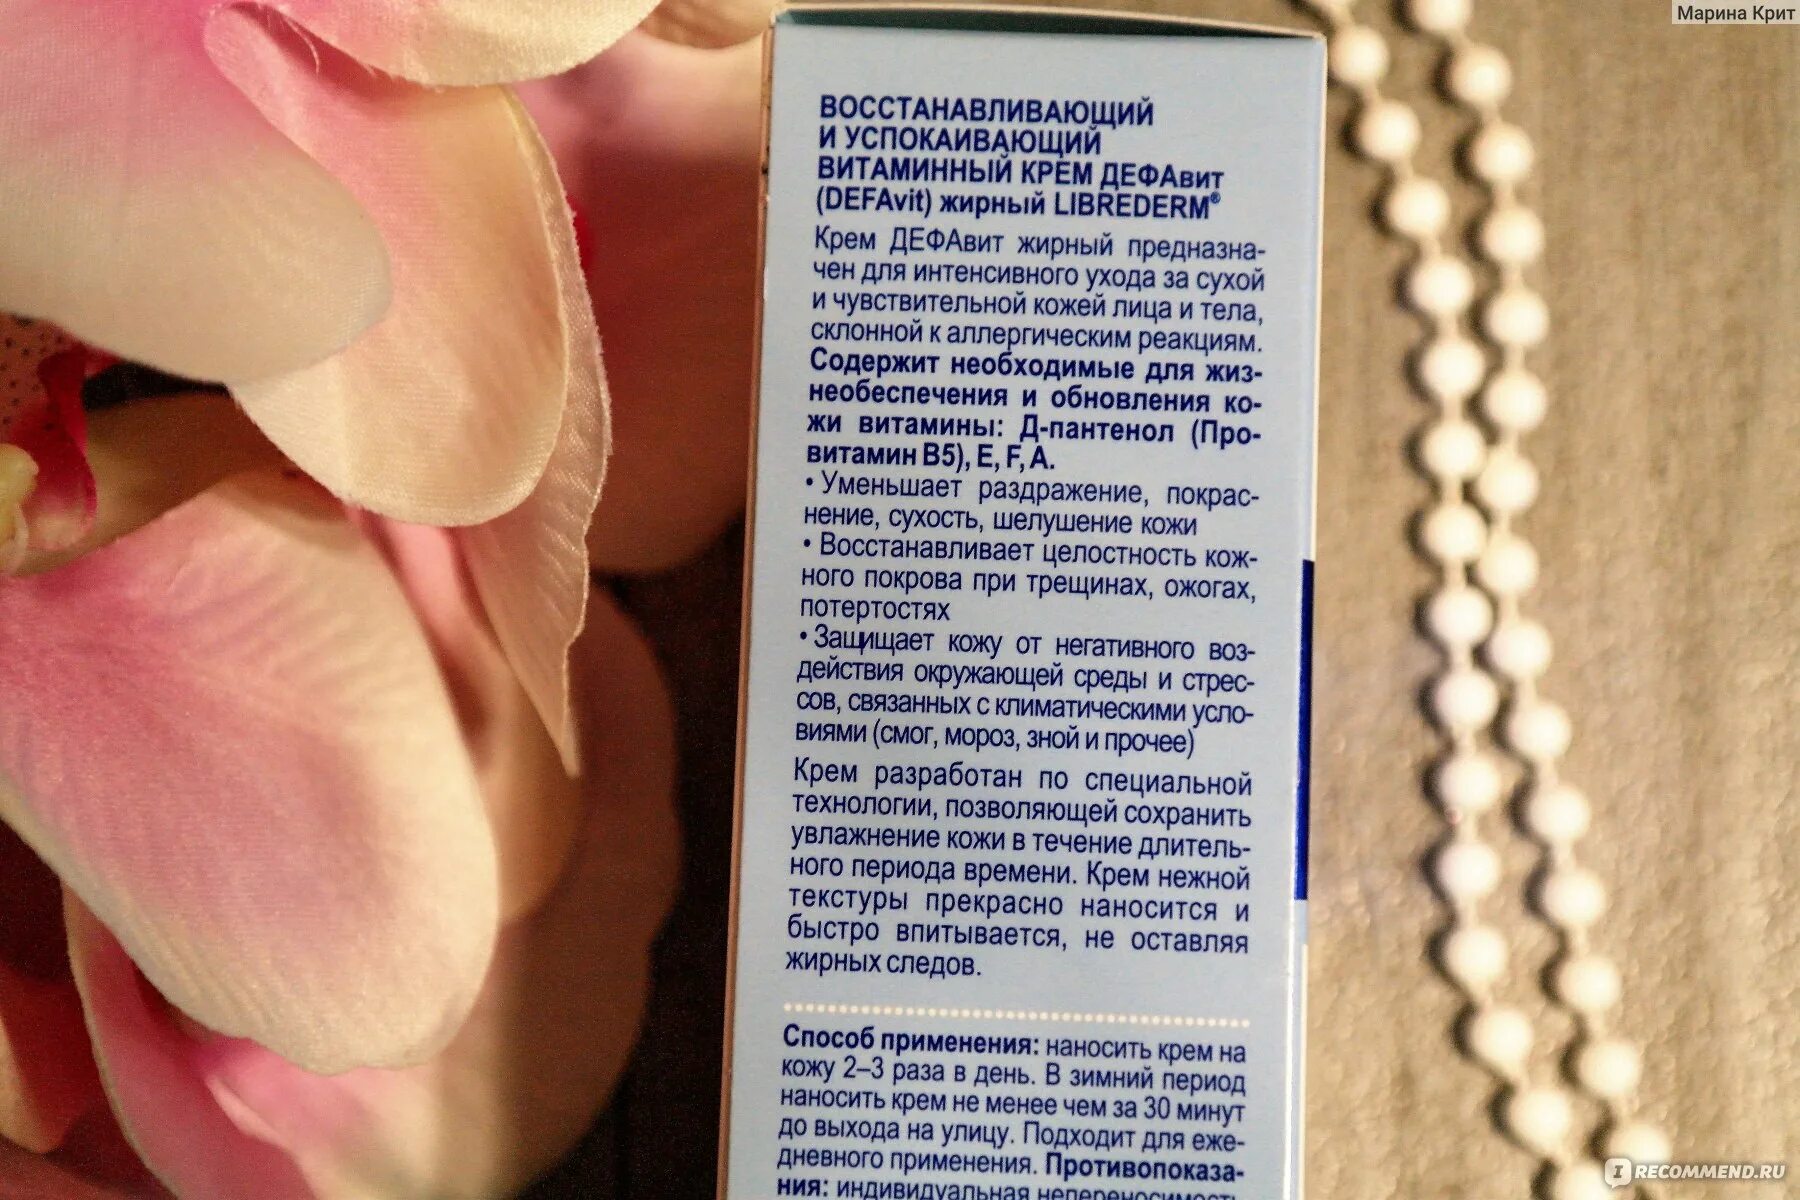 Марина Крит
ВОССТАНАВЛИВАЮЩИЙ
И УСПОКАИВАЮЩИЙ
ВИТАМИННЫЙ КРЕМ ДЕФАвит
(DEFAvit) жирный LIBREDERM®
Крем ДЕФАвит жирный предназна-
чен для интенсивного ухода за сухой
и чувствительной кожей лица и тела,
склонной к аллергическим реакциям.
Содержит необходимые для жиз-
необеспечения и обновления ко-
жи витамины: Д-пантенол (Про-
витамин В5), Е, F, А.
• Уменьшает раздражение, покрас-
нение, сухость, шелушение кожи
• Восстанавливает целостность кож-
ного покрова при трещинах, ожогах,
потертостях
• Защищает кожу от негативного воз-
действия окружающей среды и стрес-
сов, связанных с климатическими усло-
виями (смог, мороз, зной и прочее)
Крем разработан по специальной
технологии, позволяющей сохранить
увлажнение кожи в течение длитель-
ного периода времени. Крем нежной
текстуры прекрасно наносится и
быстро впитывается, не оставляя
жирных следов.
Способ применения: наносить крем на
кожу 2–3 раза в день. В зимний период
наносить крем не менее чем за 30 минут
до выхода на улицу. Подходит для еже-
дневного применения. Противопоказа-
ния: индивидуальная непереносимость
IRECOMMEND.RU